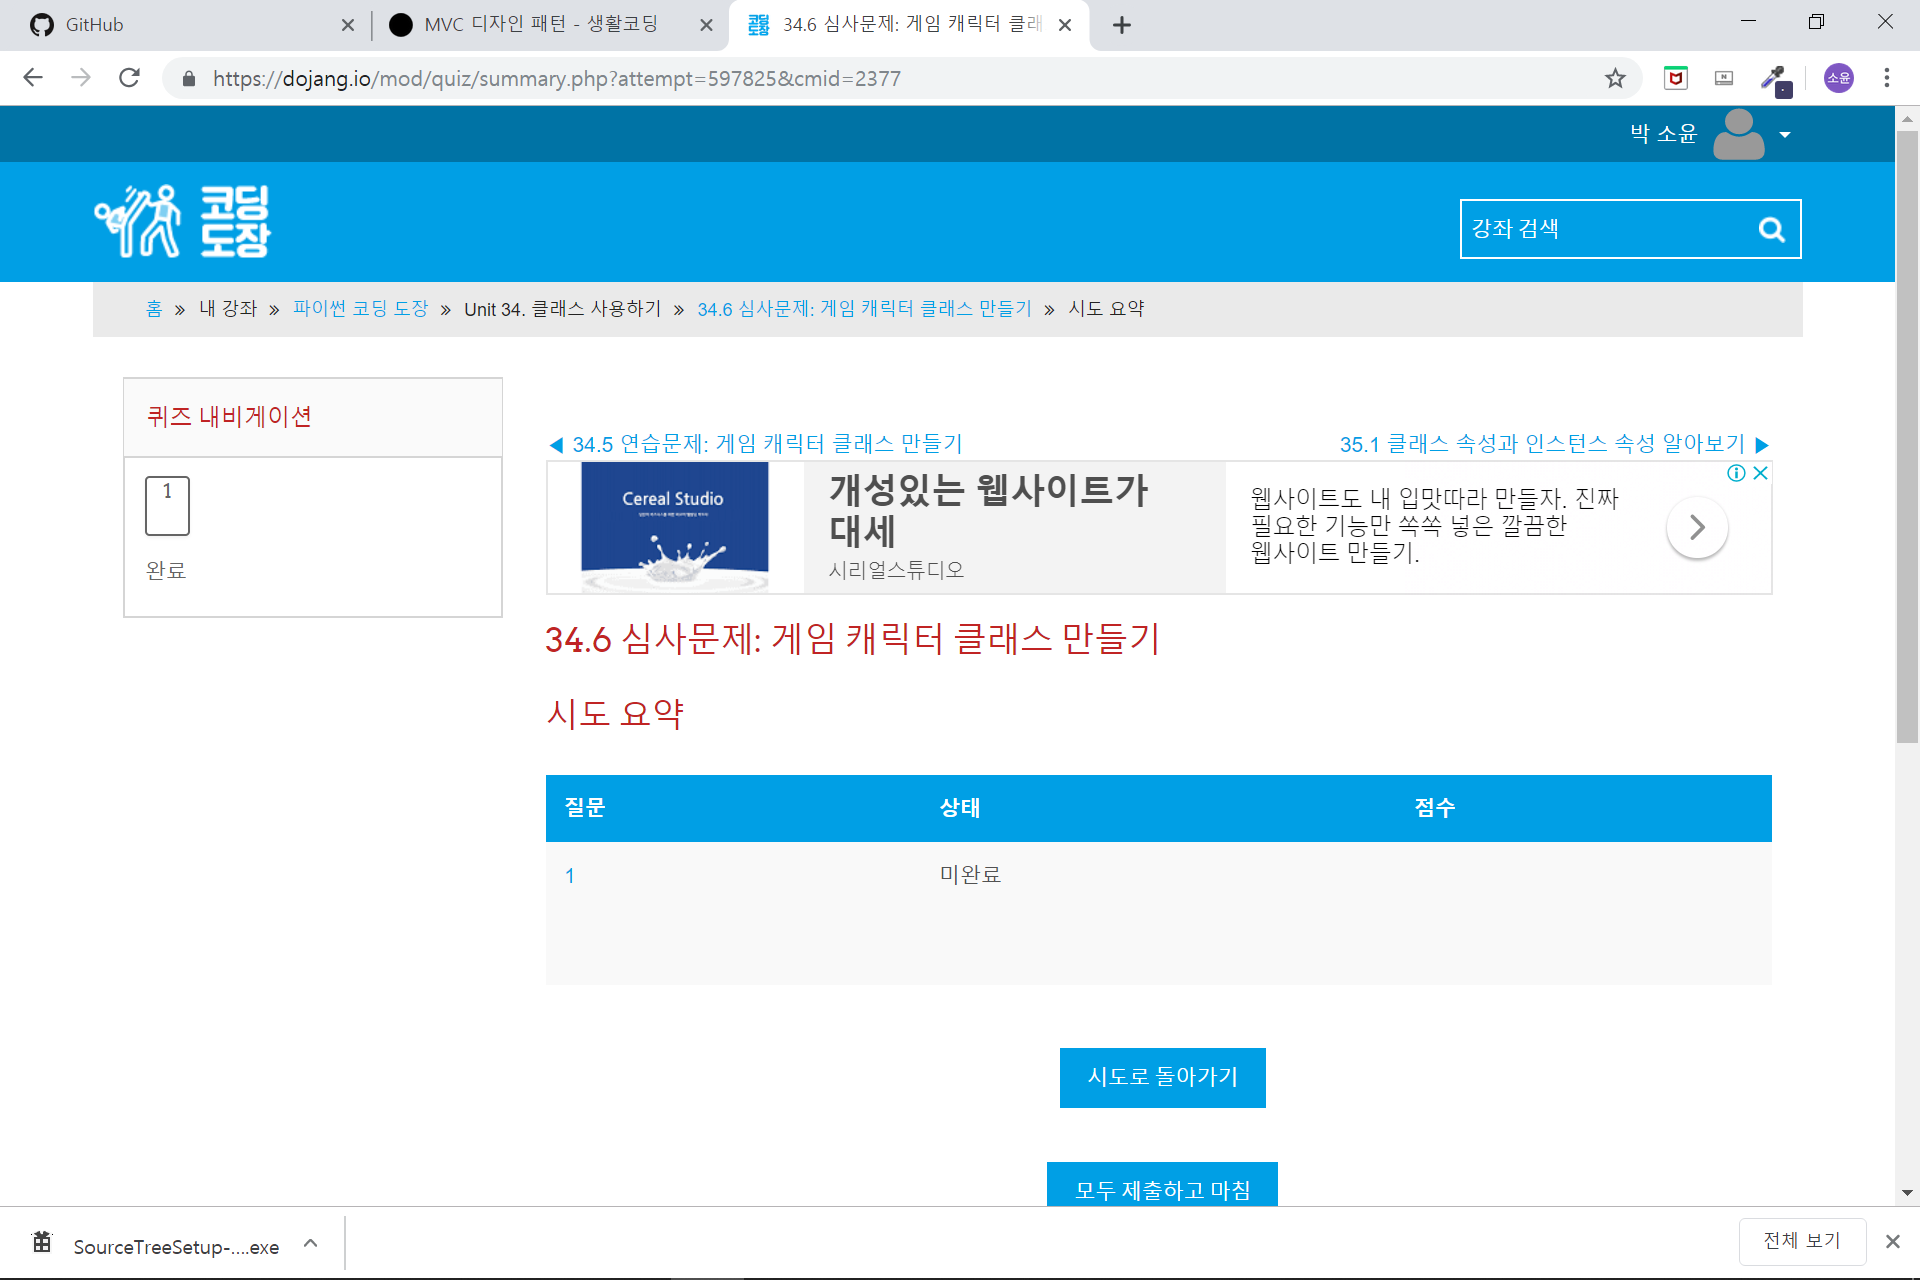 GitHub
MVC 디자인 패턴 - 생활코딩
34.6 심사문제: 게임 캐릭터 클래
https://dojang.io/mod/quiz/summary.php?attempt=597825&cmid=2377
소윤
박 소윤
코딩
도장
강좌 검색
홈 » 내 강좌 » 파이썬 코딩 도장 » Unit 34. 클래스 사용하기 » 34.6 심사문제: 게임 캐릭터 클래스 만들기 » 시도 요약
퀴즈 내비게이션
1
완료
◀ 34.5 연습문제: 게임 캐릭터 클래스 만들기
35.1 클래스 속성과 인스턴스 속성 알아보기 ▶
Cereal Studio
개성있는 웹사이트가
대세
시리얼스튜디오
웹사이트도 내 입맛따라 만들자. 진짜
필요한 기능만 쏙쏙 넣은 깔끔한
웹사이트 만들기.
34.6 심사문제: 게임 캐릭터 클래스 만들기
시도 요약
질문 상태 점수
1 미완료
시도로 돌아가기
모두 제출하고 마침
SourceTreeSetup-....exe
전체 보기